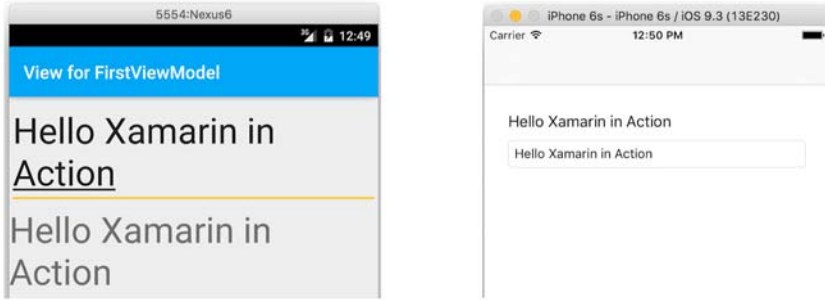 5554:Nexus6
3G 12:49
View for FirstViewModel
Hello Xamarin in
Action
Hello Xamarin in
Action
iPhone 6s - iPhone 6s / iOS 9.3 (13E230)
Carrier 12:50 PM
Hello Xamarin in Action
Hello Xamarin in Action